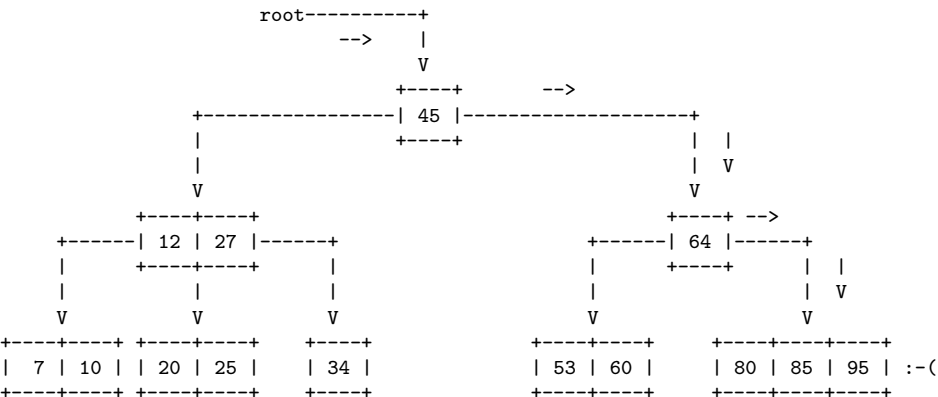 root----------+
                              -->    |
                                     V
                                   +----+       -->
                 +-----------------| 45 |--------------------+
                 |                 +----+                    |  |
                 |                                           |  V
                 V                                           V
            +----+----+                                    +----+ -->
     +------| 12 | 27 |------+                      +------| 64 |------+
     |      +----+----+      |                      |      +----+      |  |
     |           |           |                      |                  |  V
     V           V           V                      V                  V
+----+----+ +----+----+    +----+              +----+----+     +----+----+----+
|  7 | 10 | | 20 | 25 |    | 34 |              | 53 | 60 |     | 80 | 85 | 95 | :-(
+----+----+ +----+----+    +----+              +----+----+     +----+----+----+